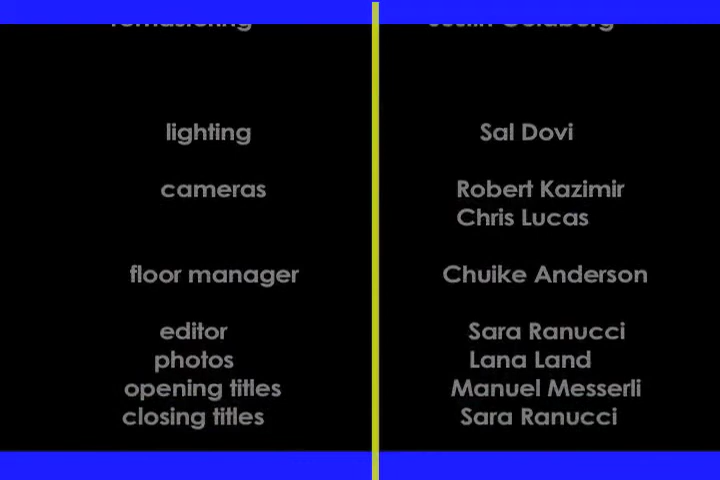 lighting Sal Dovi
cameras Robert Kazimir
Chris Lucas
floor manager Chuike Anderson
editor Sara Ranucci
photos Lana Land
opening titles Manuel Messerli
closing titles Sara Ranucci